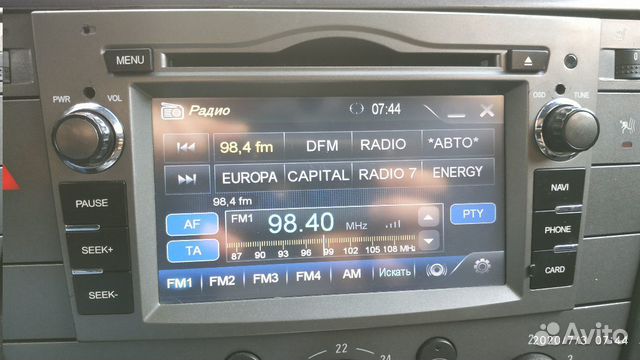 MENU
PWR VOL OSD TUNE
Радио 07:44
98,4 fm DFM RADIO *АВТО*
EUROPA CAPITAL RADIO 7 ENERGY
98,4 fm
AF FM1 98.40 MHz PTY
TA 87 90 93 96 99 102 105 108 MHz
FM1 FM2 FM3 FM4 AM Искать
PAUSE
SEEK+
SEEK-
NAVI
PHONE
CARD
22 24
2020/7/3 07:44
Avito